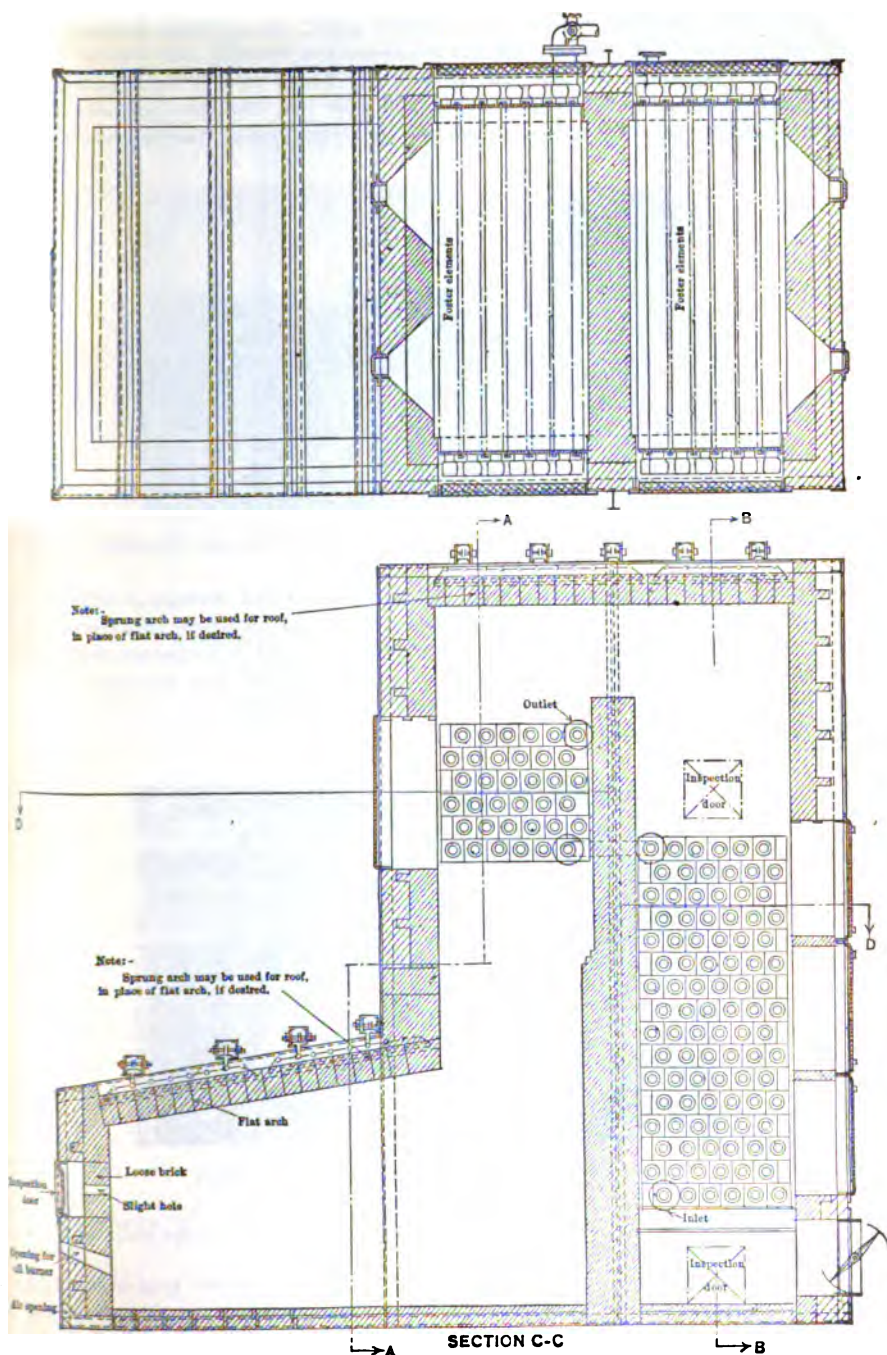 Foster elements
Foster elements
A
B
Note:-
Sprung arch may be used for roof,
in place of flat arch, if desired.
Outlet
Inspection
door
D
Note:-
Sprung arch may be used for roof,
in place of flat arch, if desired.
Flat arch
Loose brick
Slight hole
Inspection
door
Opening for
oil burner
Air opening
Inlet
Inspection
door
SECTION C-C
A
B